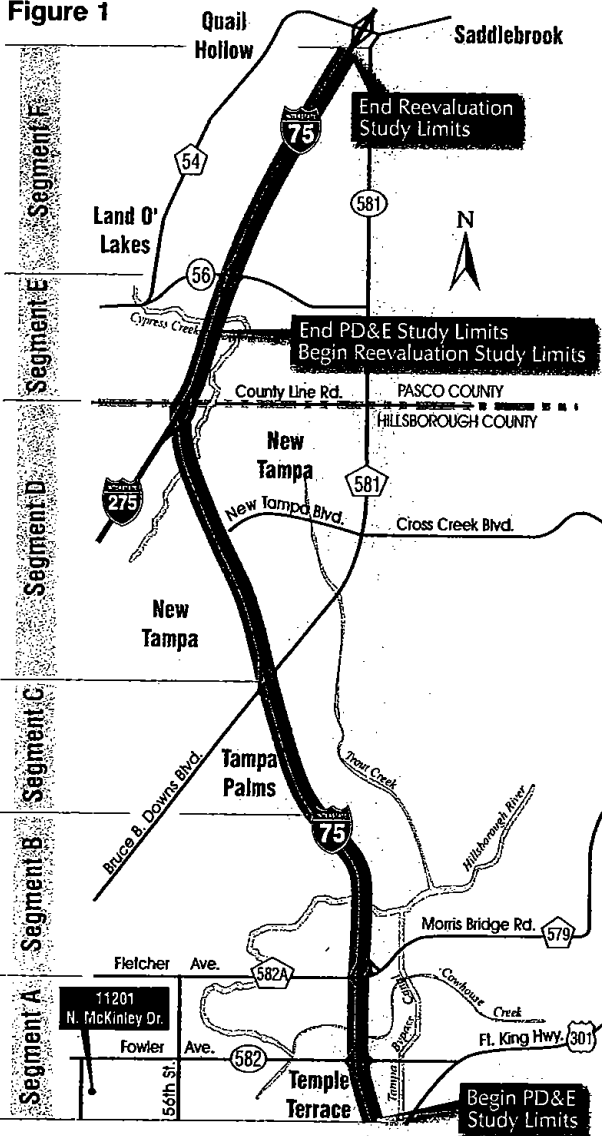 Figure 1
Quail
Hollow
Saddlebrook
End Reevaluation
Study Limits
Segment F
75
54
581
Land O'
Lakes
N
56
Segment E
Cypress Creek
End PD&E Study Limits
Begin Reevaluation Study Limits
County Line Rd.
PASCO COUNTY
HILLSBOROUGH COUNTY
New
Tampa
581
275
Segment D
New Tampa Blvd.
Cross Creek Blvd.
New
Tampa
Segment C
Tampa
Palms
Trout Creek
Bruce B. Downs Blvd.
75
Hillsborough River
Segment B
Morris Bridge Rd.
579
Fletcher Ave.
582A
Cowhouse
Creek
Segment A
11201
N. McKinley Dr.
Tampa Bypass Canal
Ft. King Hwy.
301
Fowler Ave.
582
56th St.
Temple
Terrace
Begin PD&E
Study Limits